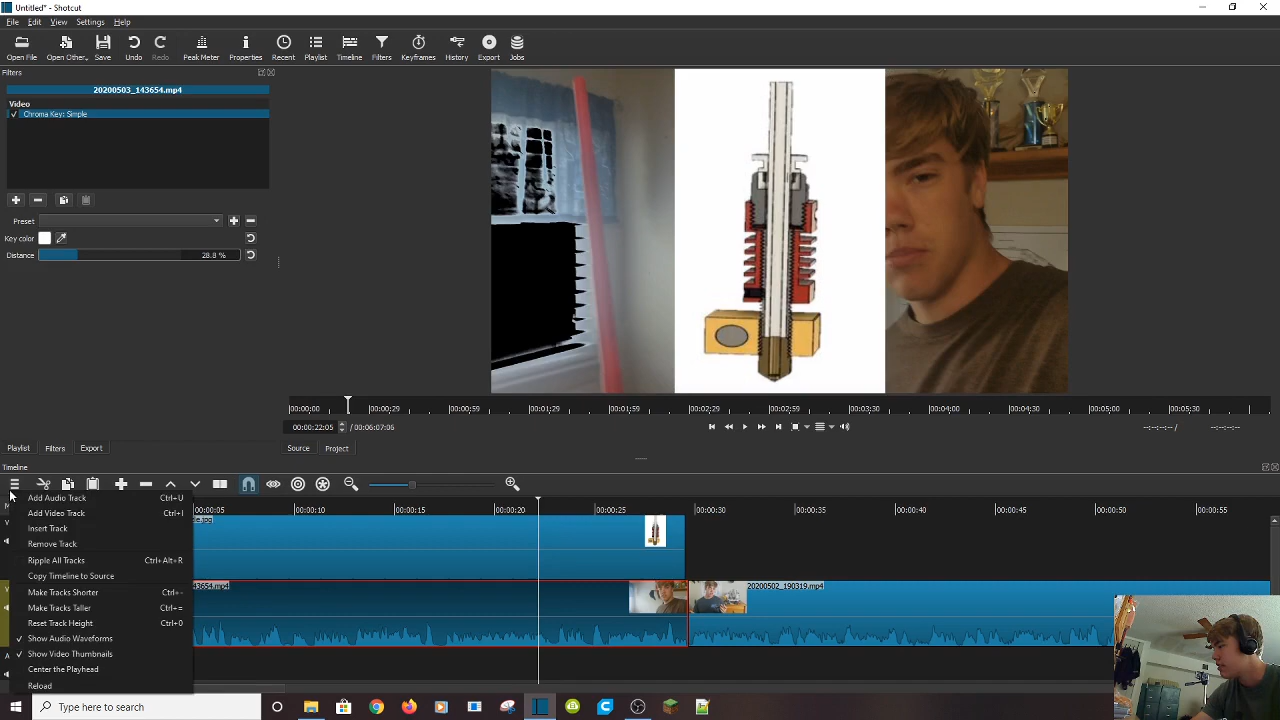 Untitled* - Shotcut
File Edit View Settings Help
Open File Open Other.. Save Undo Redo Peak Meter Properties Recent Playlist Timeline Filters Keyframes History Export Jobs
Filters
20200503_143654.mp4
Video
Chroma Key: Simple
Preset
Key color
Distance 28.8 %
00:00:00 00:00:29 00:00:59 00:01:29 00:01:59 00:02:29 00:02:59 00:03:30 00:04:00 00:04:30 00:05:00 00:05:30
00:00:22:05 / 00:06:07:06 --:--:--:-- / --:--:--:--
Playlist Filters Export Source Project
Timeline
Add Audio Track Ctrl+U
Add Video Track Ctrl+I
Insert Track
Remove Track
Ripple All Tracks Ctrl+Alt+R
Copy Timeline to Source
Make Tracks Shorter Ctrl+-
Make Tracks Taller Ctrl+=
Reset Track Height Ctrl+0
Show Audio Waveforms
Show Video Thumbnails
Center the Playhead
Reload
00:00:05 00:00:10 00:00:15 00:00:20 00:00:25 00:00:30 00:00:35 00:00:40 00:00:45 00:00:50 00:00:55
43654.mp4 20200502_190319.mp4
Type here to search